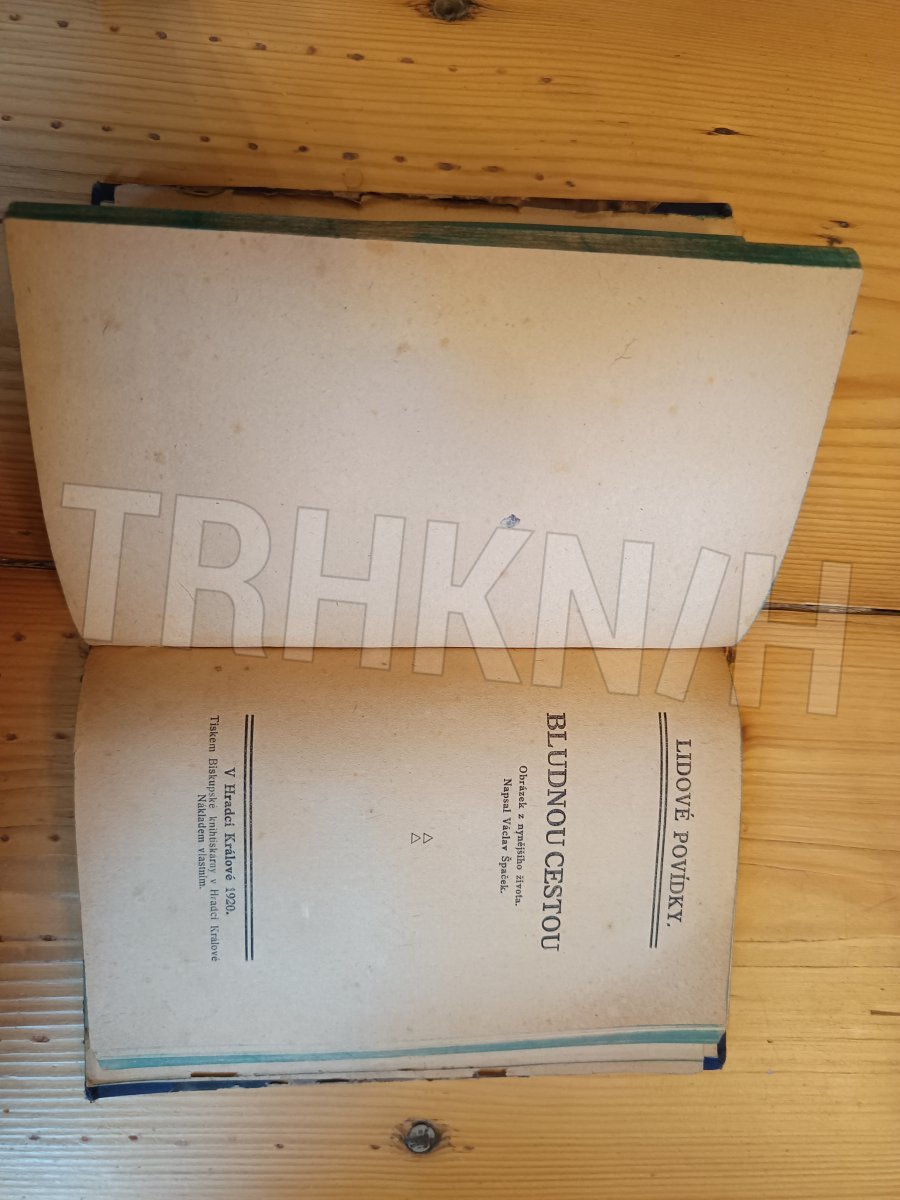 LIDOVÉ POVÍDKY.
BLUDNOU CESTOU
Obrázek z nynějšího života.
Napsal Václav Špaček.
V Hradci Králové 1920.
Tiskem Biskupské knihtiskárny v Hradci Králové
Nákladem vlastním.
TRHKNIH